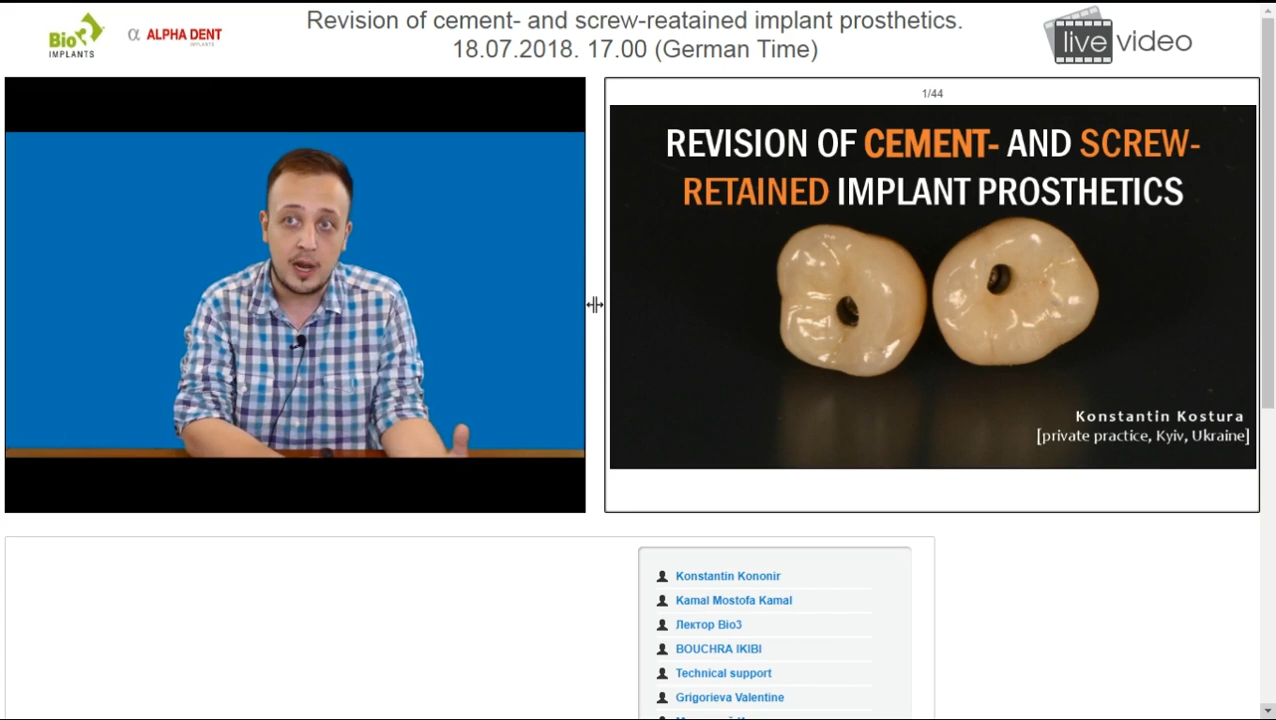 Bio3
IMPLANTS
α ALPHA DENT
IMPLANTS
Revision of cement- and screw-reatained implant prosthetics.
18.07.2018. 17.00 (German Time)
live video
1/44
REVISION OF CEMENT- AND SCREW-
RETAINED IMPLANT PROSTHETICS
Konstantin Kostura
[private practice, Kyiv, Ukraine]
Konstantin Kononir
Kamal Mostofa Kamal
Лектор Bio3
BOUCHRA IKIBI
Technical support
Grigorieva Valentine